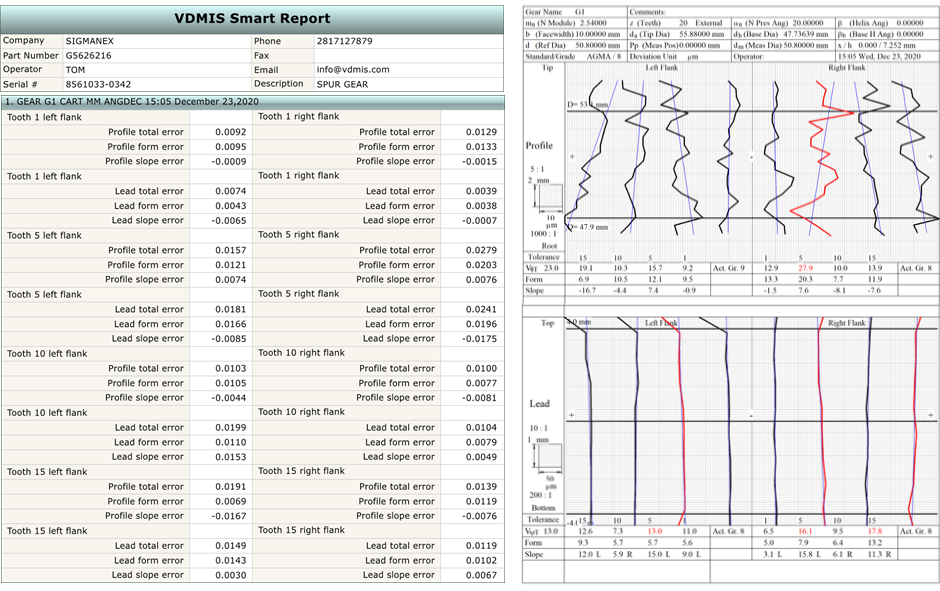 VDMIS Smart Report
Company SIGMANEX Phone 2817127879
Part Number G5626216 Fax
Operator TOM Email info@vdmis.com
Serial # 8561033-0342 Description SPUR GEAR
1. GEAR G1 CART MM ANGDEC 15:05 December 23,2020
Tooth 1 left flank Tooth 1 right flank
Profile total error 0.0092 Profile total error 0.0129
Profile form error 0.0095 Profile form error 0.0133
Profile slope error -0.0009 Profile slope error -0.0015
Tooth 1 left flank Tooth 1 right flank
Lead total error 0.0074 Lead total error 0.0039
Lead form error 0.0043 Lead form error 0.0038
Lead slope error -0.0065 Lead slope error -0.0007
Tooth 5 left flank Tooth 5 right flank
Profile total error 0.0157 Profile total error 0.0279
Profile form error 0.0121 Profile form error 0.0203
Profile slope error 0.0074 Profile slope error 0.0076
Tooth 5 left flank Tooth 5 right flank
Lead total error 0.0181 Lead total error 0.0241
Lead form error 0.0166 Lead form error 0.0196
Lead slope error -0.0085 Lead slope error -0.0175
Tooth 10 left flank Tooth 10 right flank
Profile total error 0.0103 Profile total error 0.0100
Profile form error 0.0105 Profile form error 0.0077
Profile slope error -0.0044 Profile slope error -0.0081
Tooth 10 left flank Tooth 10 right flank
Lead total error 0.0199 Lead total error 0.0104
Lead form error 0.0110 Lead form error 0.0079
Lead slope error 0.0153 Lead slope error 0.0049
Tooth 15 left flank Tooth 15 right flank
Profile total error 0.0191 Profile total error 0.0139
Profile form error 0.0069 Profile form error 0.0119
Profile slope error -0.0167 Profile slope error -0.0076
Tooth 15 left flank Tooth 15 right flank
Lead total error 0.0149 Lead total error 0.0119
Lead form error 0.0143 Lead form error 0.0102
Lead slope error 0.0030 Lead slope error 0.0067
Gear Name G1 Comments:
mn (N Module) 2.54000 z (Teeth) 20 External αn (N Pres Ang) 20.00000 β (Helix Ang) 0.00000
b (Facewidth) 10.00000 mm da (Tip Dia) 55.88000 mm db (Base Dia) 47.73639 mm βb (Base H Ang) 0.00000
d (Ref Dia) 50.80000 mm Pp (Meas Pos) 0.00000 mm dm (Meas Dia) 50.80000 mm x / h 0.000 / 7.252 mm
Standard/Grade AGMA / 8 Deviation Unit μm Operator: 15:05 Wed, Dec 23, 2020
Tip Left Flank Right Flank
Profile
5 : 1
2 mm
10
μm
1000 : 1
D= 47.9 mm
Root
Tolerance 15 10 5 1 1 5 10 15
VφT 23.0 19.1 10.3 15.7 9.2 Act. Gr. 9 12.9 27.9 10.0 13.9 Act. Gr. 8
Form 6.9 10.5 12.1 9.5 13.3 20.3 7.7 11.9
Slope -16.7 -4.4 7.4 -0.9 -1.5 7.6 -8.1 -7.6
Top Left Flank Right Flank
Lead
10 : 1
1 mm
50
μm
200 : 1
Bottom
Tolerance 15 10 5 1 1 5 10 15
VψT 13.0 12.6 7.3 13.0 11.0 Act. Gr. 8 6.5 16.1 9.5 17.8 Act. Gr. 8
Form 9.3 5.7 5.7 5.6 5.0 7.9 6.4 13.2
Slope 12.0 L 5.9 R 15.0 L 9.0 L 3.1 L 15.8 L 6.1 R 11.3 R